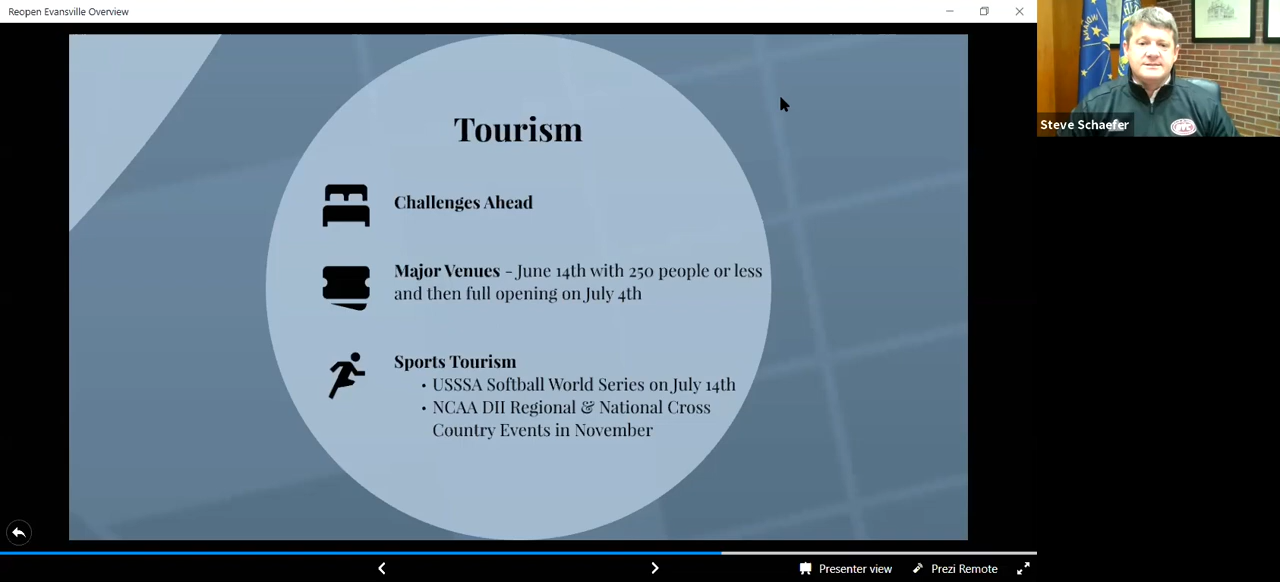 Reopen Evansville Overview
Tourism
Challenges Ahead
Major Venues - June 14th with 250 people or less
and then full opening on July 4th
Sports Tourism
• USSSA Softball World Series on July 14th
• NCAA DII Regional & National Cross
Country Events in November
Steve Schaefer
Presenter view
Prezi Remote